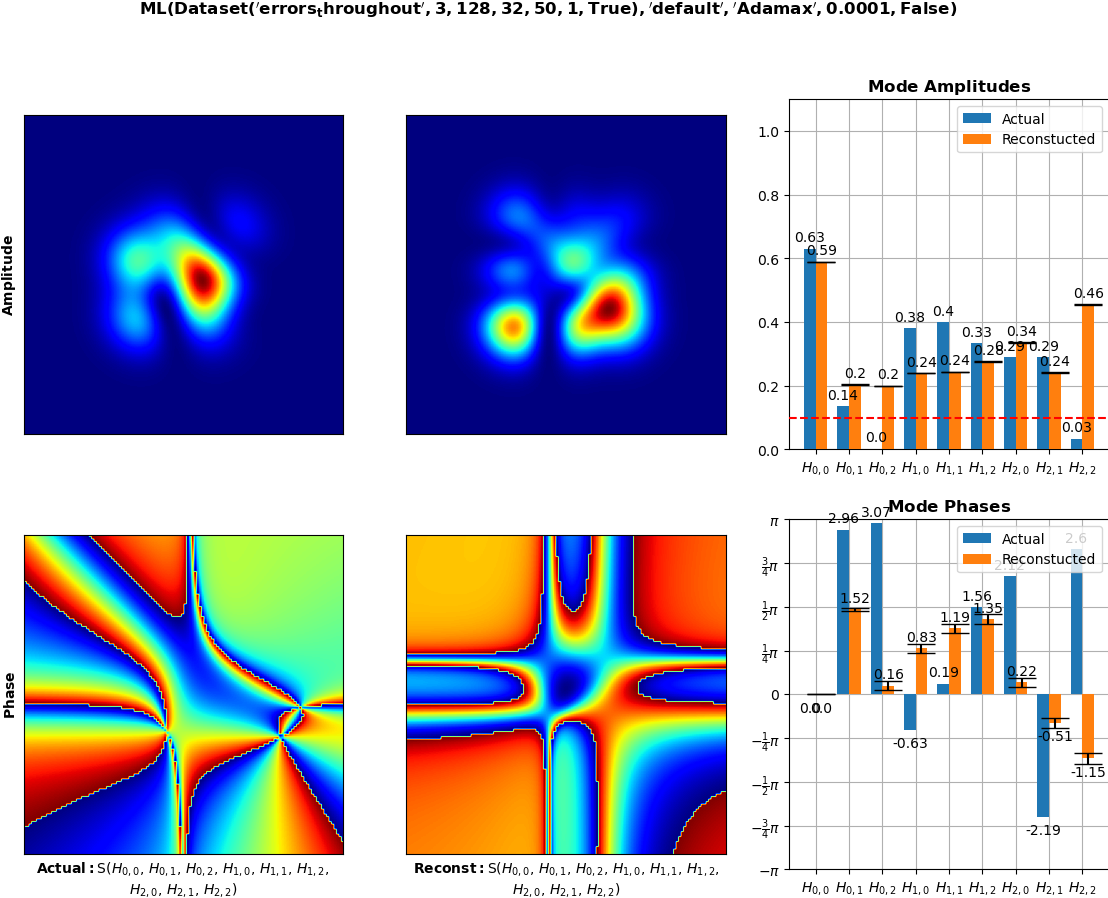 ML(Dataset('errors_throughout', 3, 128, 32, 50, 1, True), 'default', 'Adamax', 0.0001, False)
Amplitude
Mode Amplitudes
Actual
Reconstucted
1.0
0.8
0.6
0.4
0.2
0.0
0.63 0.59
0.14 0.2
0.0 0.2
0.38 0.24
0.4 0.24
0.33 0.28
0.29 0.34
0.29 0.24
0.03 0.46
H0,0 H0,1 H0,2 H1,0 H1,1 H1,2 H2,0 H2,1 H2,2
Phase
Mode Phases
Actual
Reconstucted
π
3/4π
1/2π
1/4π
0
−1/4π
−1/2π
−3/4π
−π
0.0 0.0
2.96 1.52
3.07 0.16
-0.63 0.83
0.19 1.19
1.56 1.35
2.12 0.22
-2.19 -0.51
2.6 -1.15
H0,0 H0,1 H0,2 H1,0 H1,1 H1,2 H2,0 H2,1 H2,2
Actual: S(H0,0, H0,1, H0,2, H1,0, H1,1, H1,2,
H2,0, H2,1, H2,2)
Reconst: S(H0,0, H0,1, H0,2, H1,0, H1,1, H1,2,
H2,0, H2,1, H2,2)